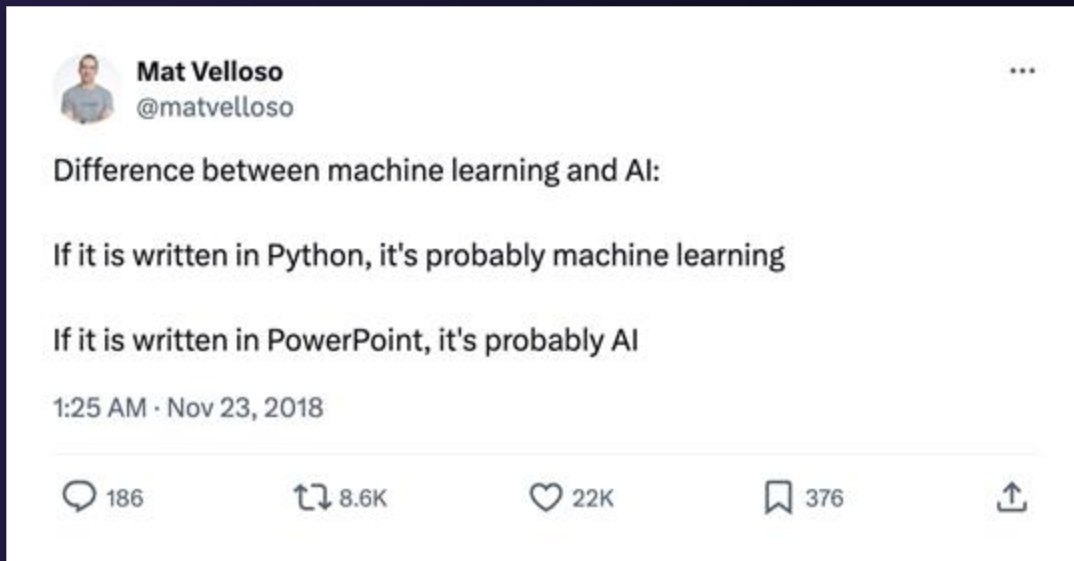 Mat Velloso
@matvelloso
Difference between machine learning and AI:
If it is written in Python, it's probably machine learning
If it is written in PowerPoint, it's probably AI
1:25 AM · Nov 23, 2018
186 8.6K 22K 376